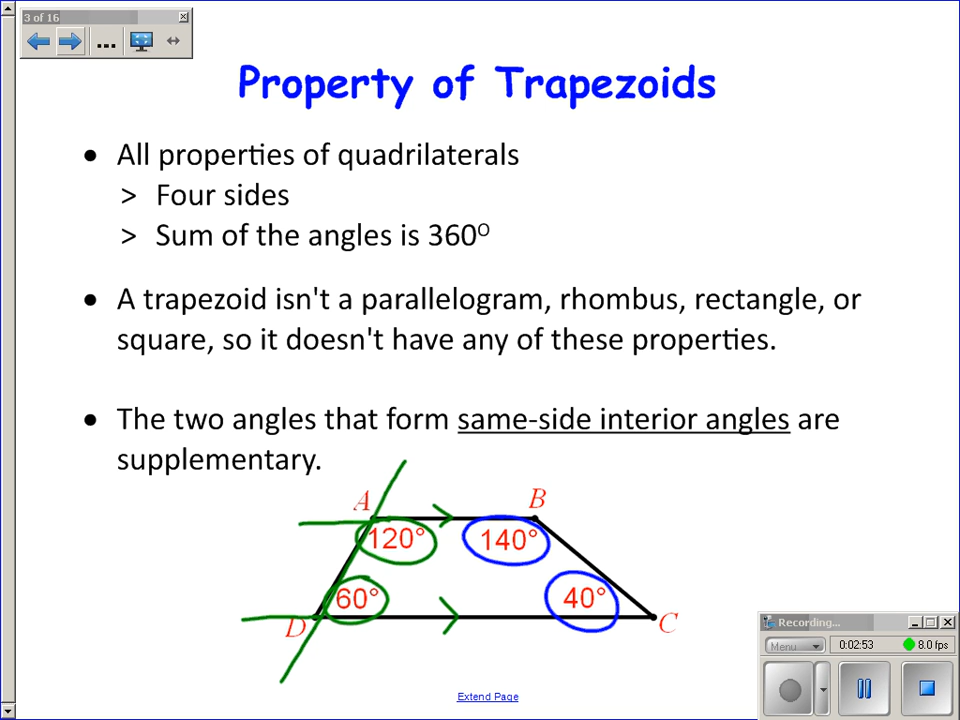 3 of 16
Property of Trapezoids
• All properties of quadrilaterals
> Four sides
> Sum of the angles is 360⁰
• A trapezoid isn't a parallelogram, rhombus, rectangle, or
square, so it doesn't have any of these properties.
• The two angles that form same-side interior angles are
supplementary.
A B
120° 140°
60° 40°
D C
Recording...
Menu 0:02:53 8.0 fps
Extend Page